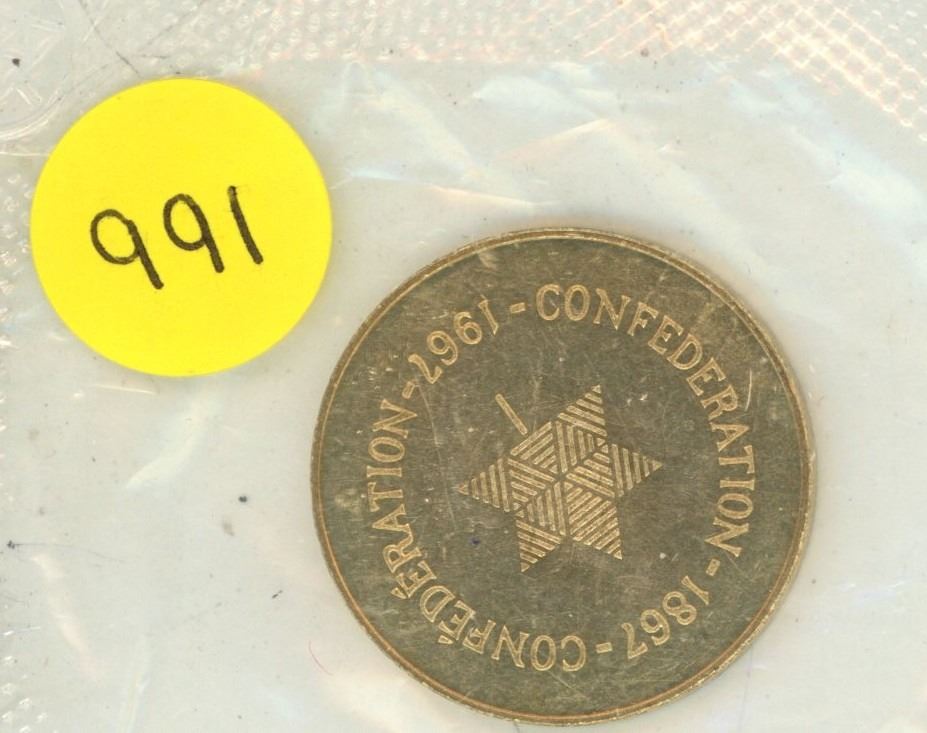 991
CONFEDERATION - 1867 - CONFÉDÉRATION - 1967 -